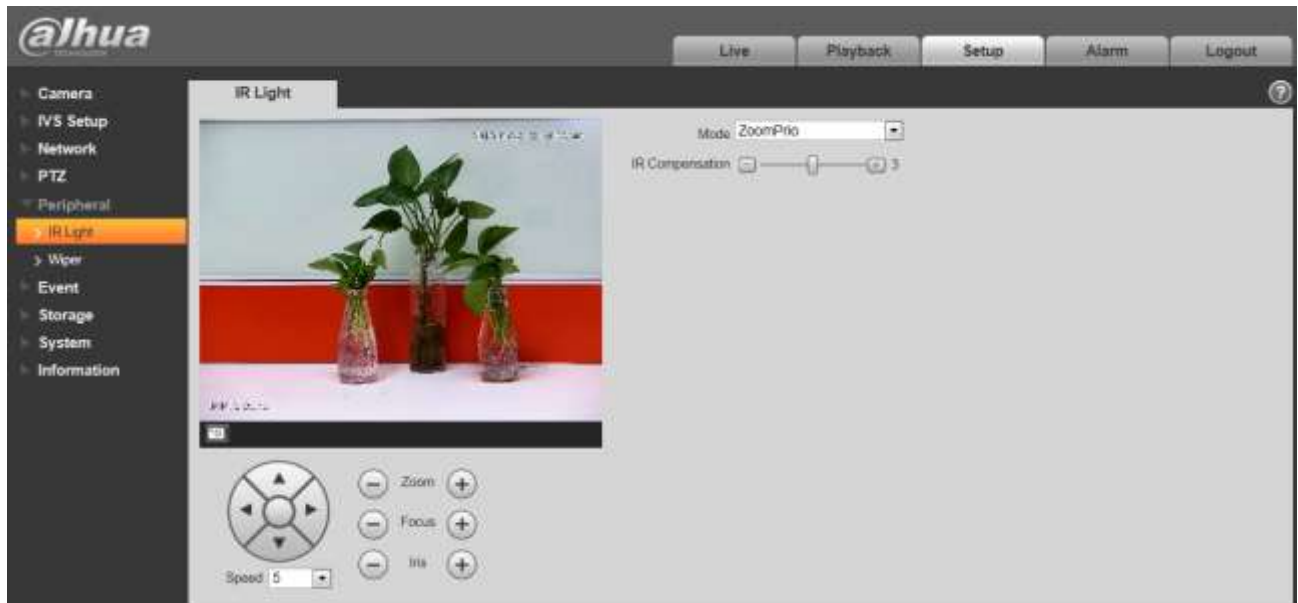 alhua
TECHNOLOGY
Live
Playback
Setup
Alarm
Logout
Camera
IVS Setup
Network
PTZ
Peripheral
IR Light
Wiper
Event
Storage
System
Information
IR Light
?
Mode ZoomPrio
IR Compensation 3
Zoom
Focus
Iris
Speed 5